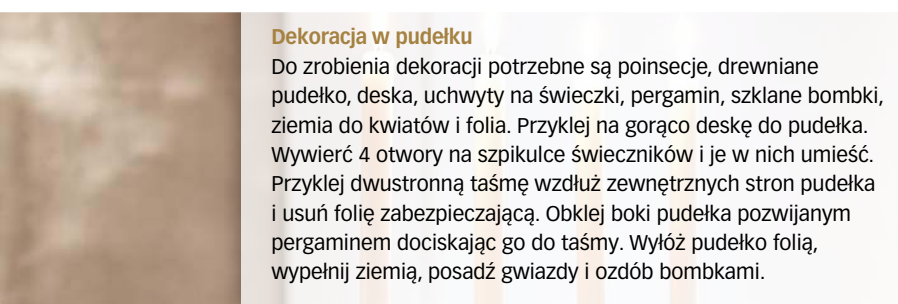 Dekoracja w pudełku
Do zrobienia dekoracji potrzebne są poinsecje, drewniane
pudełko, deska, uchwyty na świeczki, pergamin, szklane bombki,
ziemia do kwiatów i folia. Przyklej na gorąco deskę do pudełka.
Wywierć 4 otwory na szpikulce świeczników i je w nich umieść.
Przyklej dwustronną taśmę wzdłuż zewnętrznych stron pudełka
i usuń folię zabezpieczającą. Obklej boki pudełka pozwijanym
pergaminem dociskając go do taśmy. Wyłóż pudełko folią,
wypełnij ziemią, posadź gwiazdy i ozdób bombkami.